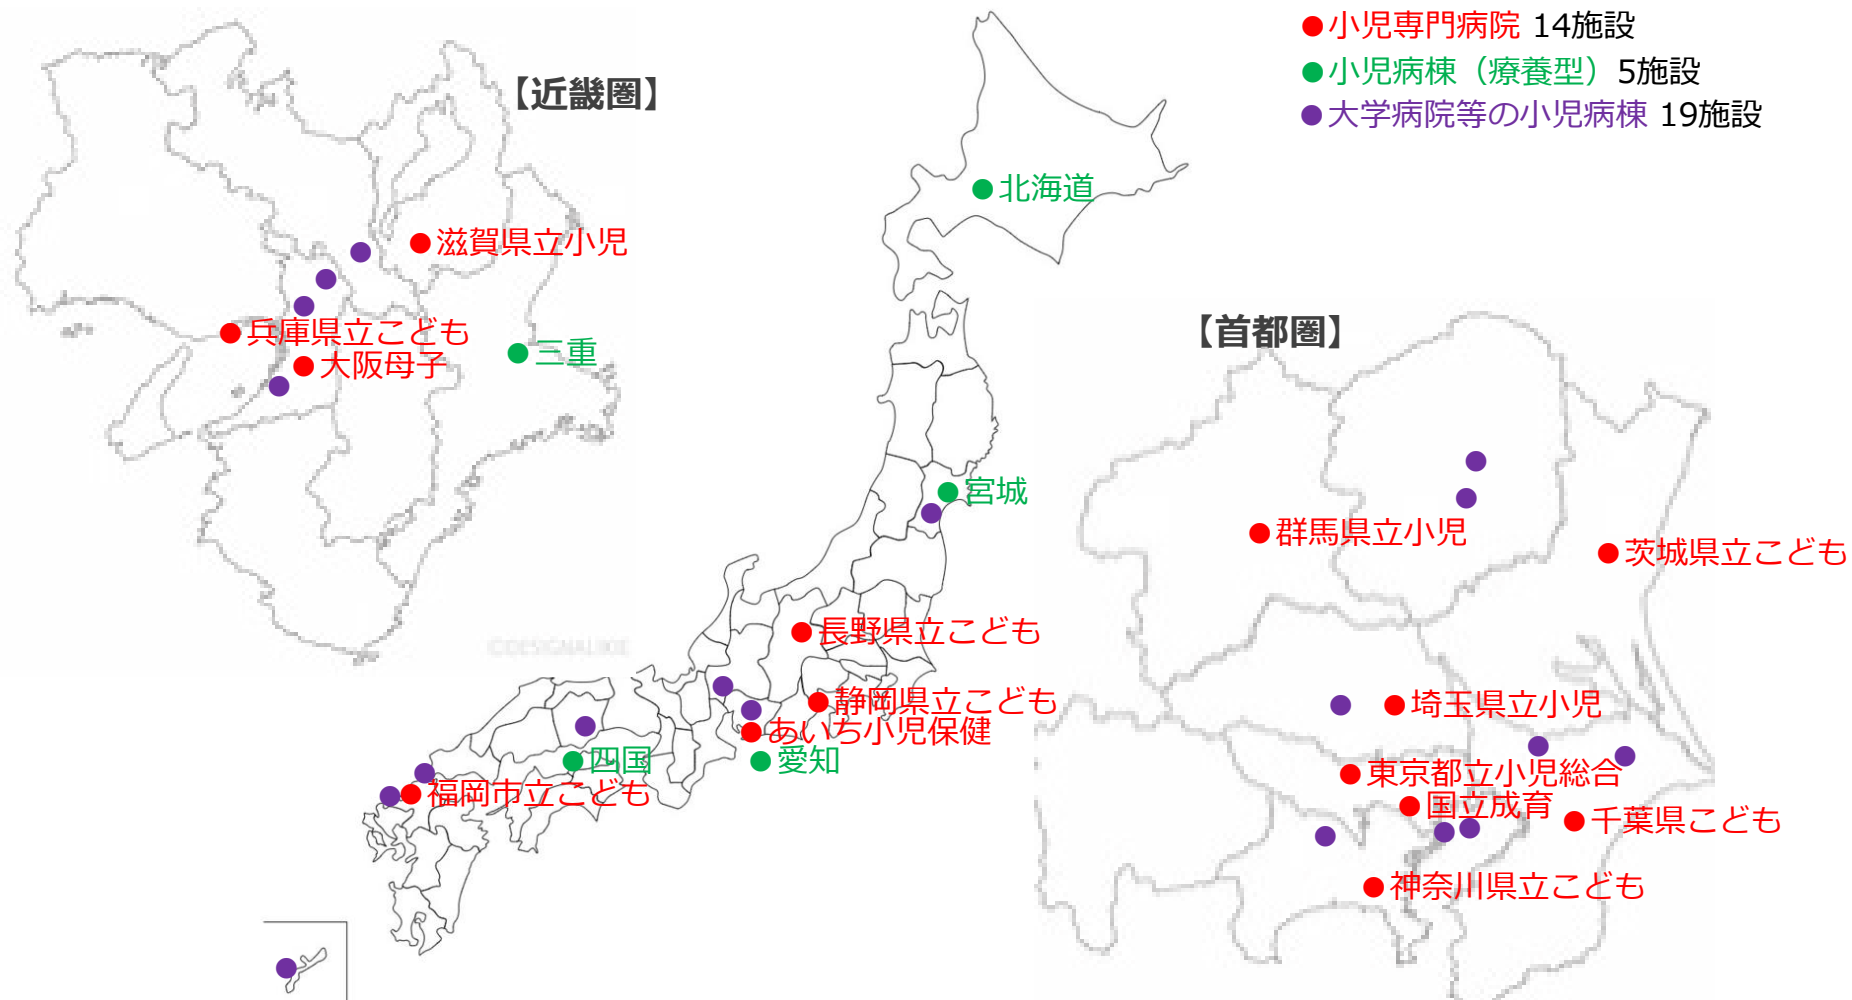 小児専門病院 14施設
小児病棟（療養型）5施設
大学病院等の小児病棟 19施設
【近畿圏】
滋賀県立小児
兵庫県立こども
大阪母子
三重
北海道
宮城
長野県立こども
静岡県立こども
あいち小児保健
愛知
四国
福岡市立こども
【首都圏】
群馬県立小児
茨城県立こども
埼玉県立小児
東京都立小児総合
国立成育
千葉県こども
神奈川県立こども